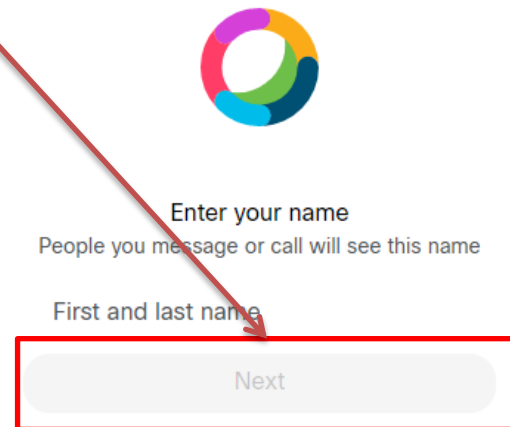 Enter your name
People you message or call will see this name
First and last name
Next